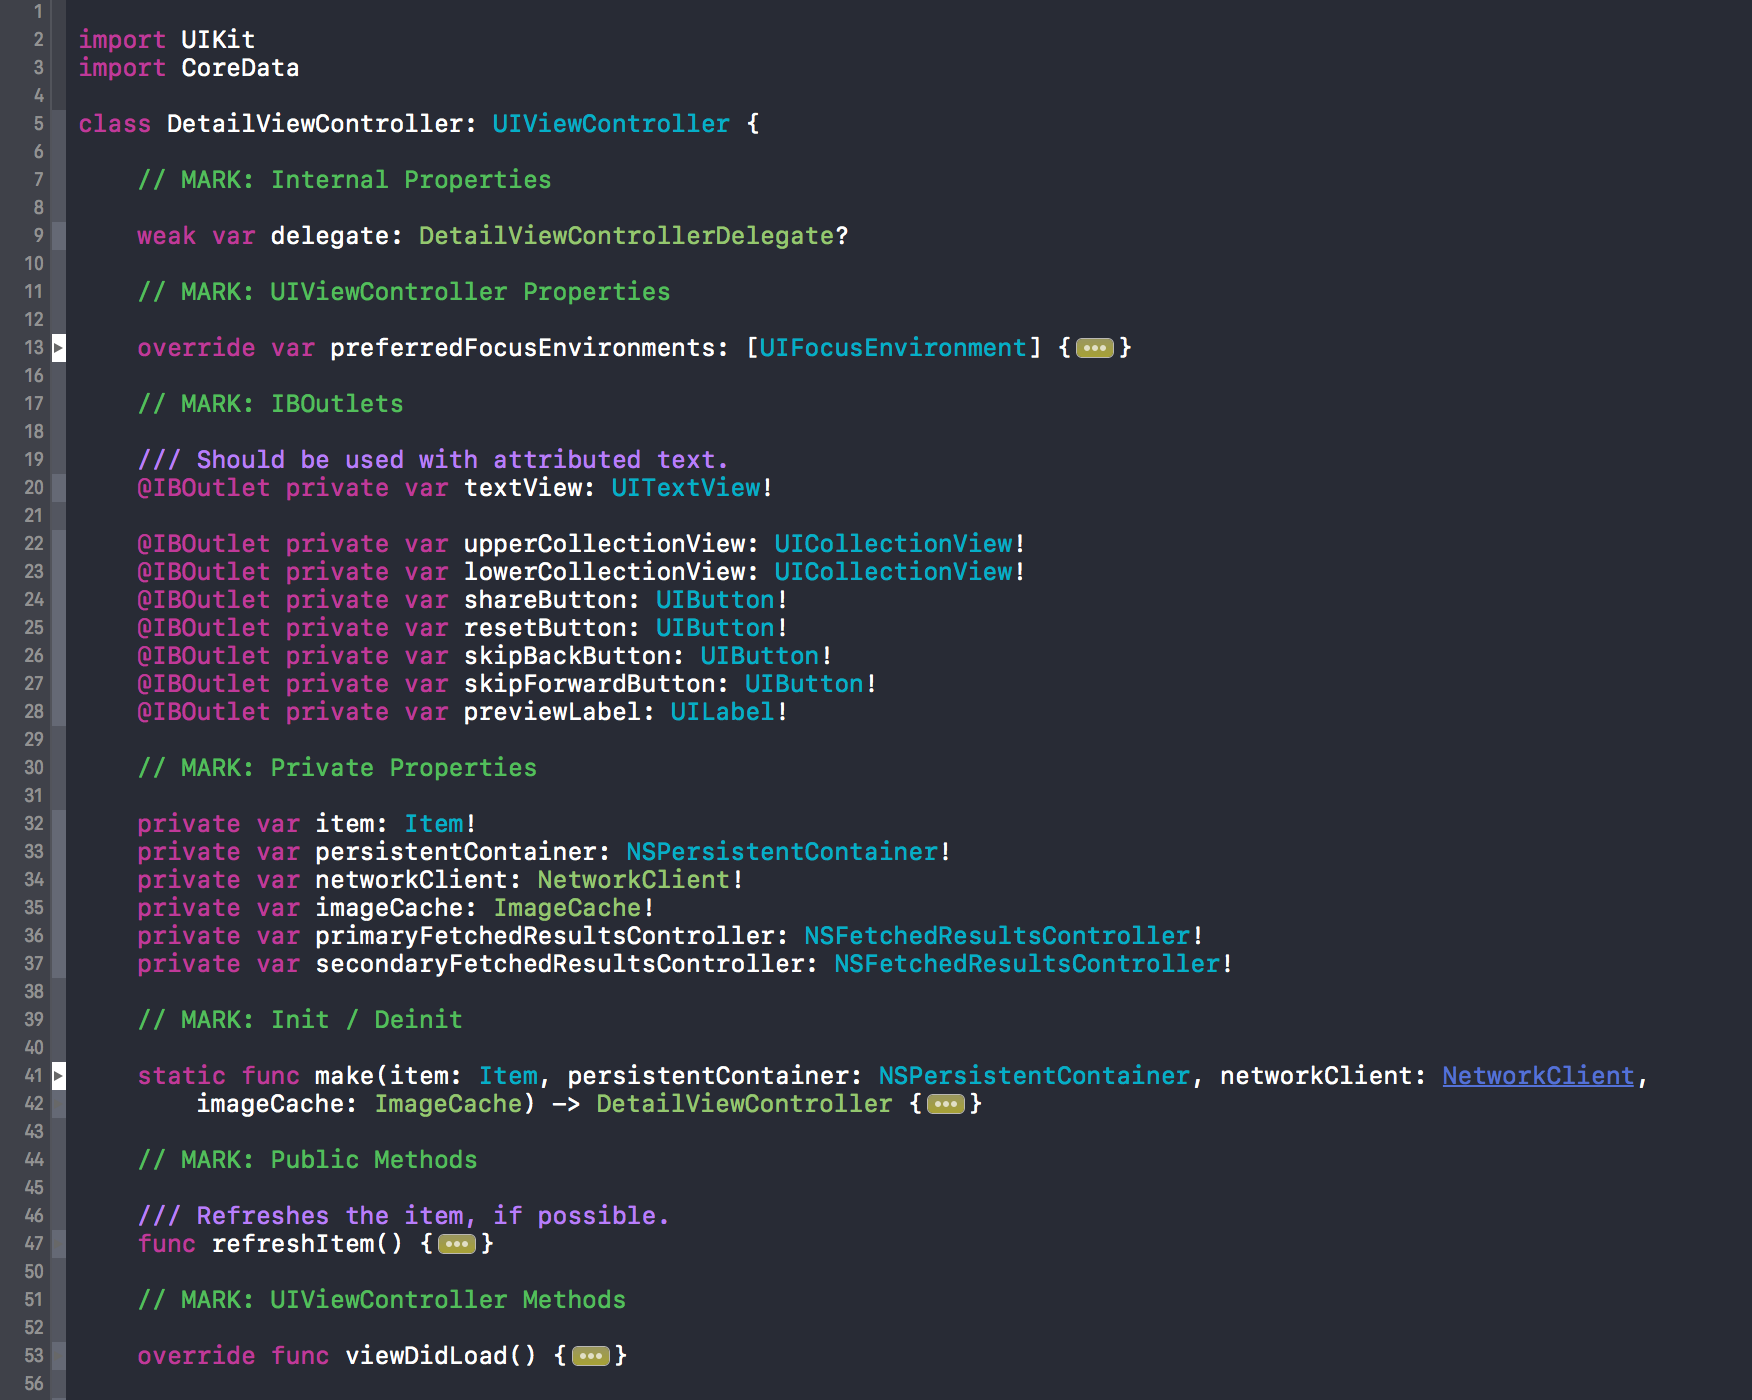 1
2 import UIKit
3 import CoreData
4
5 class DetailViewController: UIViewController {
6
7 // MARK: Internal Properties
8
9 weak var delegate: DetailViewControllerDelegate?
10
11 // MARK: UIViewController Properties
12
13 override var preferredFocusEnvironments: [UIFocusEnvironment] {•••}
16
17 // MARK: IBOutlets
18
19 /// Should be used with attributed text.
20 @IBOutlet private var textView: UITextView!
21
22 @IBOutlet private var upperCollectionView: UICollectionView!
23 @IBOutlet private var lowerCollectionView: UICollectionView!
24 @IBOutlet private var shareButton: UIButton!
25 @IBOutlet private var resetButton: UIButton!
26 @IBOutlet private var skipBackButton: UIButton!
27 @IBOutlet private var skipForwardButton: UIButton!
28 @IBOutlet private var previewLabel: UILabel!
29
30 // MARK: Private Properties
31
32 private var item: Item!
33 private var persistentContainer: NSPersistentContainer!
34 private var networkClient: NetworkClient!
35 private var imageCache: ImageCache!
36 private var primaryFetchedResultsController: NSFetchedResultsController!
37 private var secondaryFetchedResultsController: NSFetchedResultsController!
38
39 // MARK: Init / Deinit
40
41 static func make(item: Item, persistentContainer: NSPersistentContainer, networkClient: NetworkClient,
42 imageCache: ImageCache) -> DetailViewController {•••}
43
44 // MARK: Public Methods
45
46 /// Refreshes the item, if possible.
47 func refreshItem() {•••}
50
51 // MARK: UIViewController Methods
52
53 override func viewDidLoad() {•••}
56